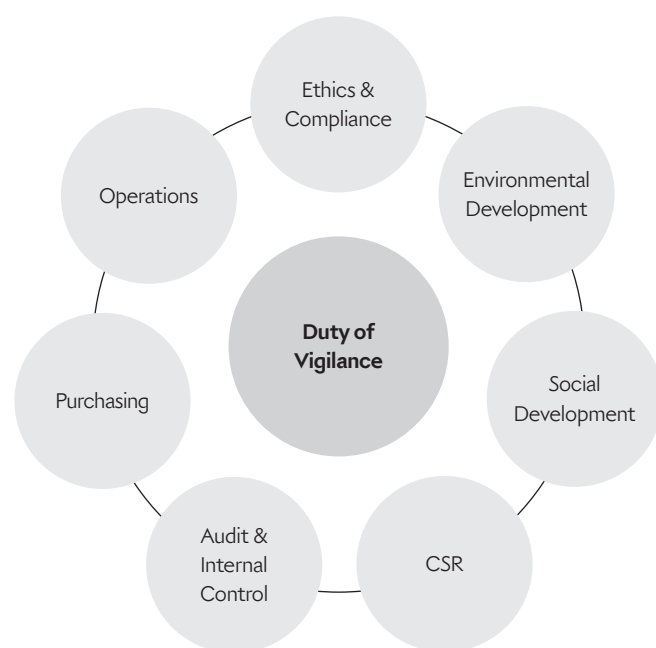 Ethics &
Compliance
Environmental
Development
Operations
Duty of
Vigilance
Social
Development
Purchasing
Audit &
Internal
Control
CSR